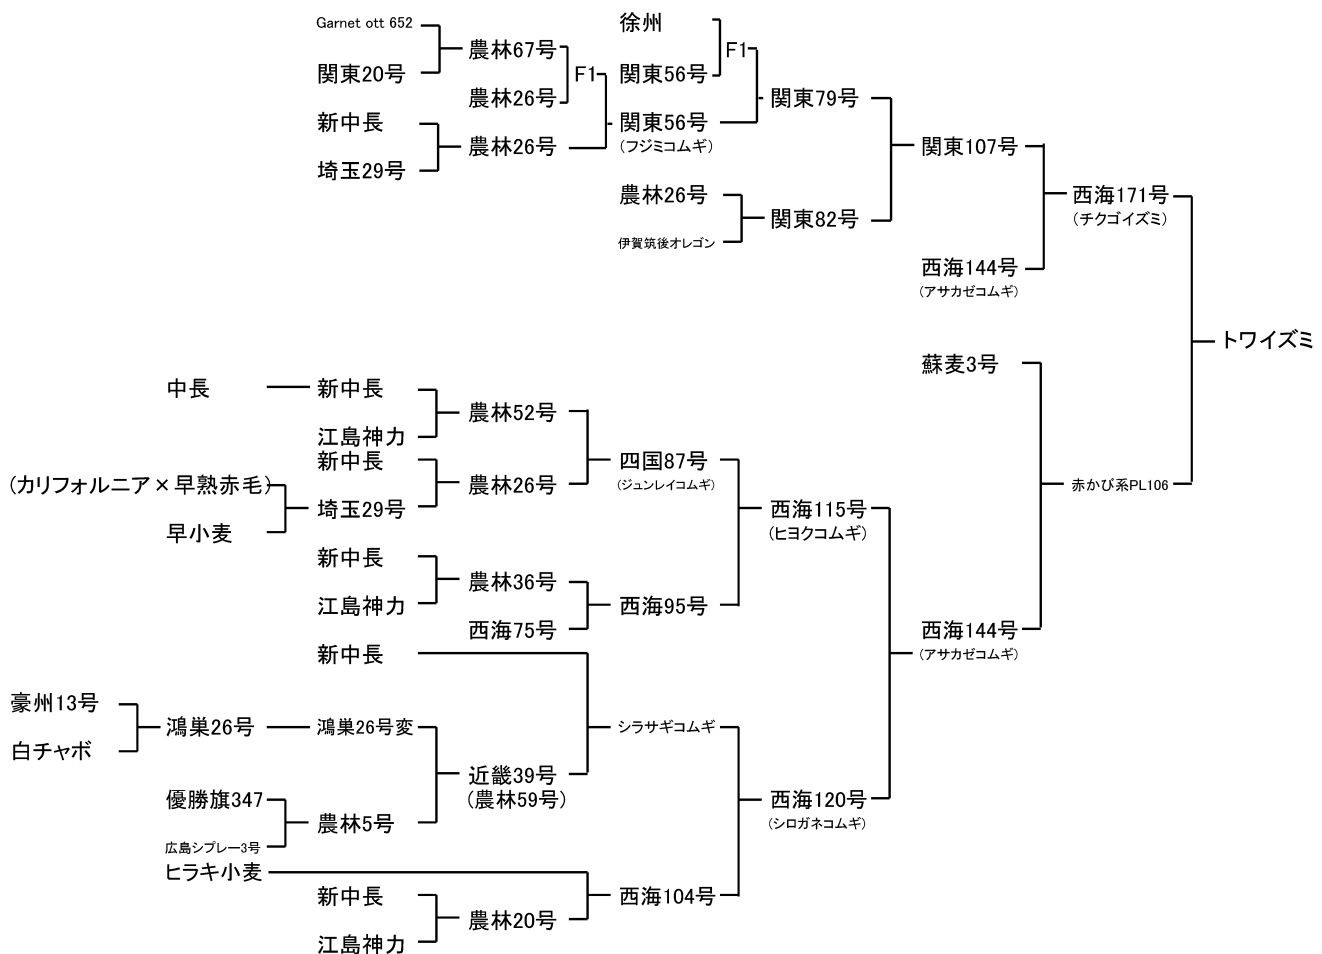 Garnet ott 652
徐州
農林67号
F1
F1
関東20号
関東56号
農林26号
関東79号
新中長
関東56号
(フジミコムギ)
農林26号
関東107号
埼玉29号
農林26号
西海171号
(チクゴイズミ)
関東82号
伊賀筑後オレゴン
西海144号
(アサカゼコムギ)
トワイズミ
蘇麦3号
中長
新中長
農林52号
江島神力
新中長
四国87号
(ジュンレイコムギ)
(カリフォルニア×早熟赤毛)
農林26号
赤かび系PL106
埼玉29号
西海115号
(ヒヨクコムギ)
早小麦
新中長
農林36号
江島神力
西海95号
西海75号
西海144号
(アサカゼコムギ)
新中長
豪州13号
鴻巣26号
鴻巣26号変
シラサギコムギ
白チャボ
近畿39号
(農林59号)
優勝旗347
西海120号
(シロガネコムギ)
農林5号
広島シプレー3号
ヒラキ小麦
新中長
西海104号
農林20号
江島神力